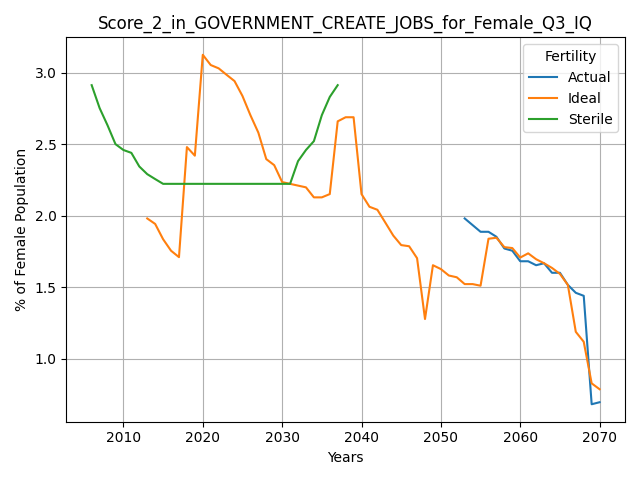 Score_2_in_GOVERNMENT_CREATE_JOBS_for_Female_Q3_IQ
Fertility
Actual
Ideal
Sterile
% of Female Population
3.0
2.5
2.0
1.5
1.0
2010 2020 2030 2040 2050 2060 2070
Years